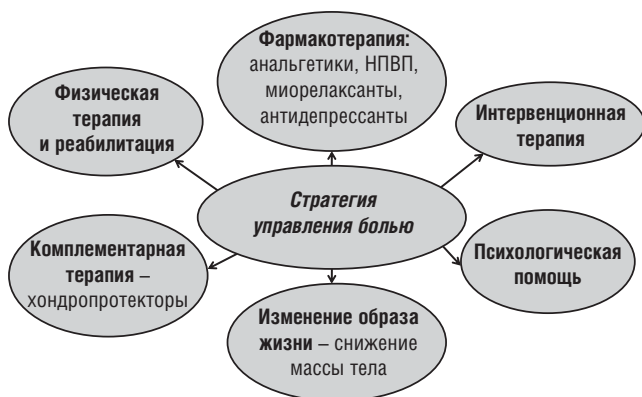 Фармакотерапия:
анальгетики, НПВП,
миорелаксанты,
антидепрессанты
Физическая
терапия
и реабилитация
Интервенционная
терапия
Стратегия
управления болью
Комплементарная
терапия –
хондропротекторы
Психологическая
помощь
Изменение образа
жизни – снижение
массы тела